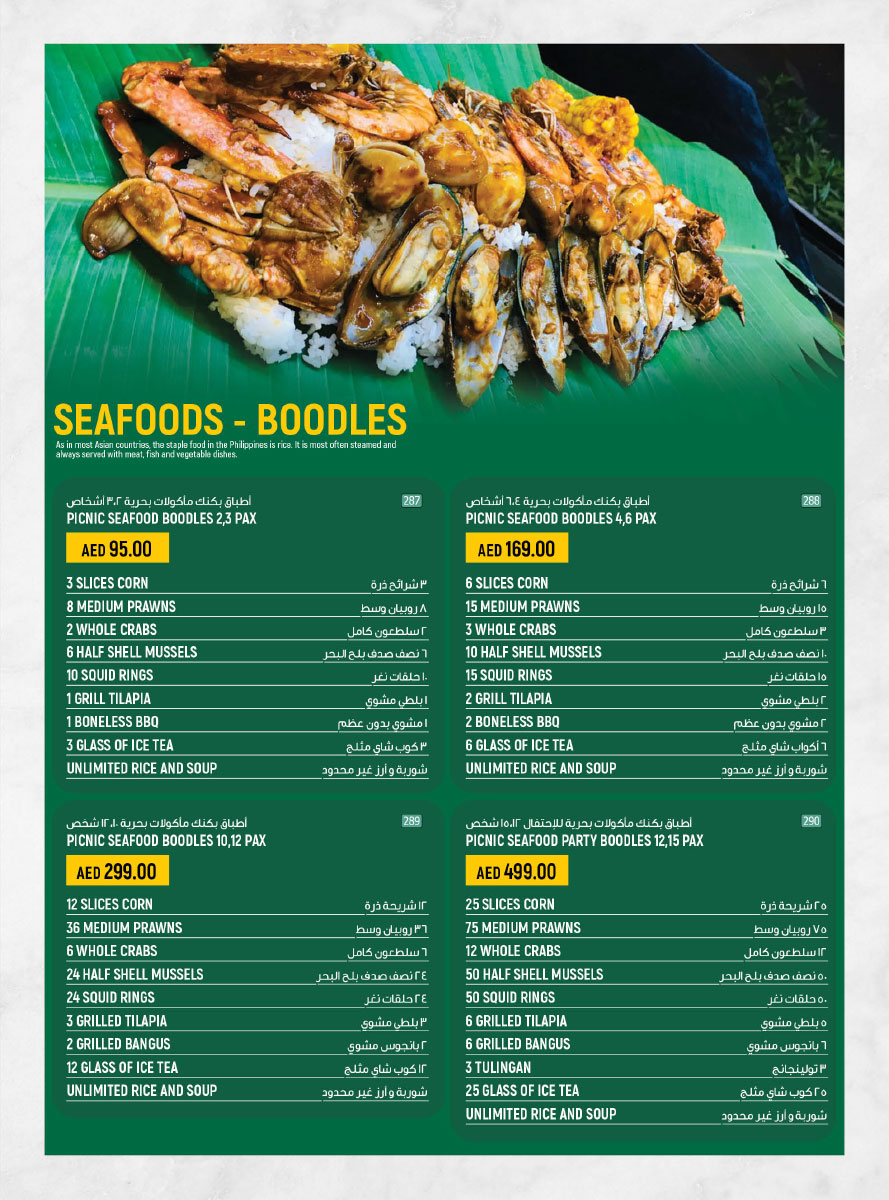 SEAFOODS - BOODLES
As in most Asian countries, the staple food in the Philippines is rice. It is most often steamed and
always served with meat, fish and vegetable dishes.
أطباق بكنك مأكولات بحرية ٣،٢ أشخاص 287
PICNIC SEAFOOD BOODLES 2,3 PAX
AED 95.00
3 SLICES CORN ٣ شرائح ذرة
8 MEDIUM PRAWNS ٨ روبيان وسط
2 WHOLE CRABS ٢ سلطعون كامل
6 HALF SHELL MUSSELS ٦ نصف صدف بلح البحر
10 SQUID RINGS ١٠ حلقات نغر
1 GRILL TILAPIA ١ بلطي مشوي
1 BONELESS BBQ ١ مشوي بدون عظم
3 GLASS OF ICE TEA ٣ كوب شاي مثلج
UNLIMITED RICE AND SOUP شوربة و أرز غير محدود
أطباق بكنك مأكولات بحرية ٦،٤ أشخاص 288
PICNIC SEAFOOD BOODLES 4,6 PAX
AED 169.00
6 SLICES CORN ٦ شرائح ذرة
15 MEDIUM PRAWNS ١٥ روبيان وسط
3 WHOLE CRABS ٣ سلطعون كامل
10 HALF SHELL MUSSELS ١٠ نصف صدف بلح البحر
15 SQUID RINGS ١٥ حلقات نغر
2 GRILL TILAPIA ٢ بلطي مشوي
2 BONELESS BBQ ٢ مشوي بدون عظم
6 GLASS OF ICE TEA ٦ أكواب شاي مثلج
UNLIMITED RICE AND SOUP شوربة و أرز غير محدود
أطباق بكنك مأكولات بحرية ١٢،١٠ شخص 289
PICNIC SEAFOOD BOODLES 10,12 PAX
AED 299.00
12 SLICES CORN ١٢ شريحة ذرة
36 MEDIUM PRAWNS ٣٦ روبيان وسط
6 WHOLE CRABS ٦ سلطعون كامل
24 HALF SHELL MUSSELS ٢٤ نصف صدف بلح البحر
24 SQUID RINGS ٢٤ حلقات نغر
3 GRILLED TILAPIA ٣ بلطي مشوي
2 GRILLED BANGUS ٢ بانجوس مشوي
12 GLASS OF ICE TEA ١٢ كوب شاي مثلج
UNLIMITED RICE AND SOUP شوربة و أرز غير محدود
أطباق بكنك مأكولات بحرية للإحتفال ١٥،١٢ شخص 290
PICNIC SEAFOOD PARTY BOODLES 12,15 PAX
AED 499.00
25 SLICES CORN ٢٥ شريحة ذرة
75 MEDIUM PRAWNS ٧٥ روبيان وسط
12 WHOLE CRABS ١٢ سلطعون كامل
50 HALF SHELL MUSSELS ٥٠ نصف صدف بلح البحر
50 SQUID RINGS ٥٠ حلقات نغر
6 GRILLED TILAPIA ٥ بلطي مشوي
6 GRILLED BANGUS ٦ بانجوس مشوي
3 TULINGAN ٣ تولينجانج
25 GLASS OF ICE TEA ٢٥ كوب شاي مثلج
UNLIMITED RICE AND SOUP شوربة و أرز غير محدود